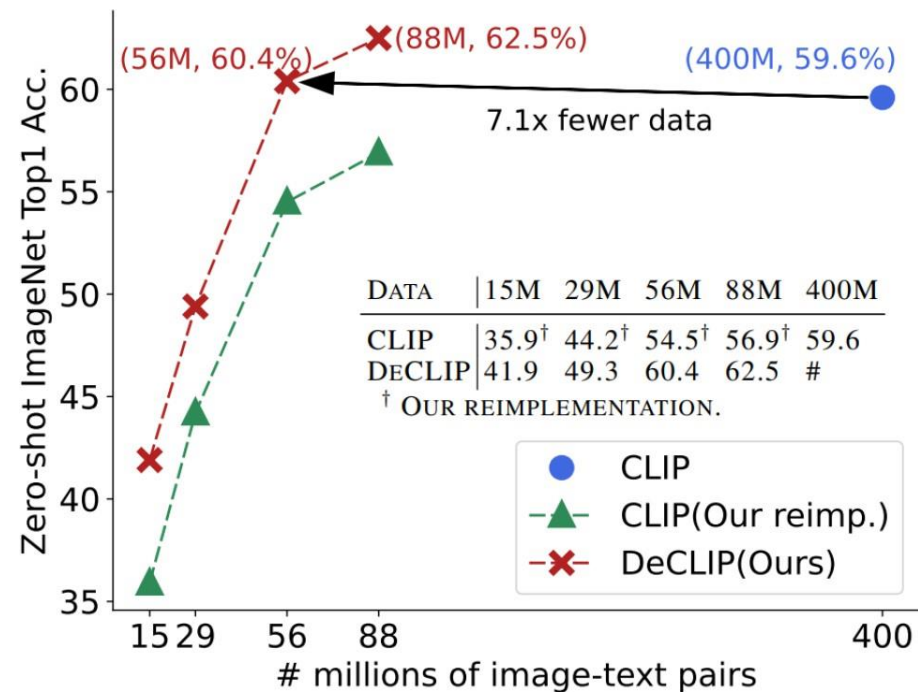 (56M, 60.4%)
(88M, 62.5%)
(400M, 59.6%)
7.1x fewer data
Zero-shot ImageNet Top1 Acc.
60
55
50
45
40
35
DATA 15M 29M 56M 88M 400M
CLIP 35.9† 44.2† 54.5† 56.9† 59.6
DECLIP 41.9 49.3 60.4 62.5 #
† OUR REIMPLEMENTATION.
CLIP
CLIP(Our reimp.)
DeCLIP(Ours)
15 29 56 88 400
# millions of image-text pairs